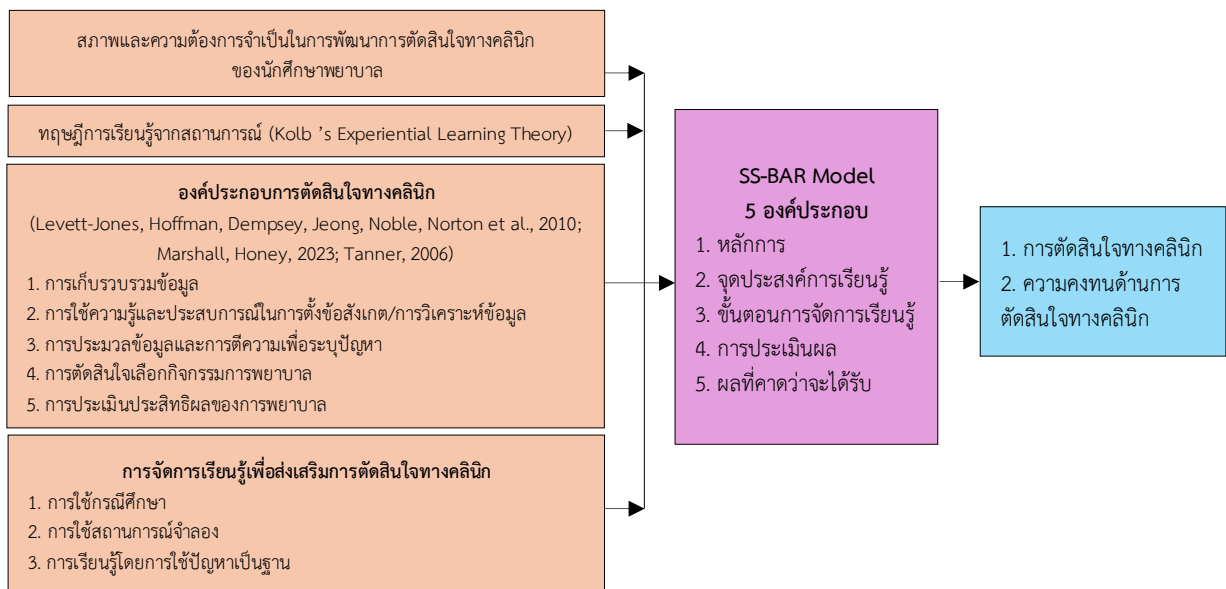 สภาพและความต้องการจำเป็นในการพัฒนาการตัดสินใจทางคลินิก
ของนักศึกษาพยาบาล
ทฤษฎีการเรียนรู้จากสถานการณ์ (Kolb 's Experiential Learning Theory)
องค์ประกอบการตัดสินใจทางคลินิก
(Levett-Jones, Hoffman, Dempsey, Jeong, Noble, Norton et al., 2010;
Marshall, Honey, 2023; Tanner, 2006)
1. การเก็บรวบรวมข้อมูล
2. การใช้ความรู้และประสบการณ์ในการตั้งข้อสังเกต/การวิเคราะห์ข้อมูล
3. การประมวลข้อมูลและการตีความเพื่อระบุปัญหา
4. การตัดสินใจเลือกกิจกรรมการพยาบาล
5. การประเมินประสิทธิผลของการพยาบาล
การจัดการเรียนรู้เพื่อส่งเสริมการตัดสินใจทางคลินิก
1. การใช้กรณีศึกษา
2. การใช้สถานการณ์จำลอง
3. การเรียนรู้โดยการใช้ปัญหาเป็นฐาน
SS-BAR Model
5 องค์ประกอบ
1. หลักการ
2. จุดประสงค์การเรียนรู้
3. ขั้นตอนการจัดการเรียนรู้
4. การประเมินผล
5. ผลที่คาดว่าจะได้รับ
1. การตัดสินใจทางคลินิก
2. ความคงทนด้านการ
ตัดสินใจทางคลินิก